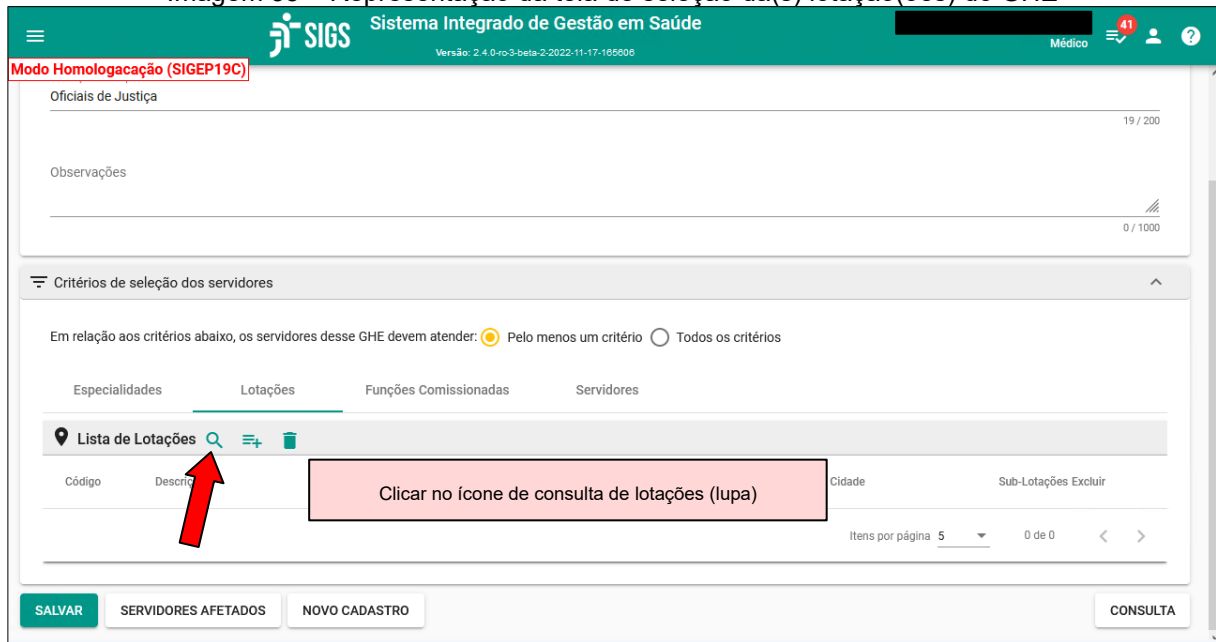 SIGS
Sistema Integrado de Gestão em Saúde
Versão: 2.4.0-ro-3-beta-2-2022-11-17-165606
Médico
41
?
Modo Homologacação (SIGEP19C)
Oficiais de Justiça
19 / 200
Observações
0 / 1000
Critérios de seleção dos servidores
Em relação aos critérios abaixo, os servidores desse GHE devem atender: Pelo menos um critério Todos os critérios
Especialidades Lotações Funções Comissionadas Servidores
Lista de Lotações
Código Cidade Sub-Lotações Excluir
Clicar no ícone de consulta de lotações (lupa)
Itens por página 5 0 de 0
SALVAR SERVIDORES AFETADOS NOVO CADASTRO CONSULTA